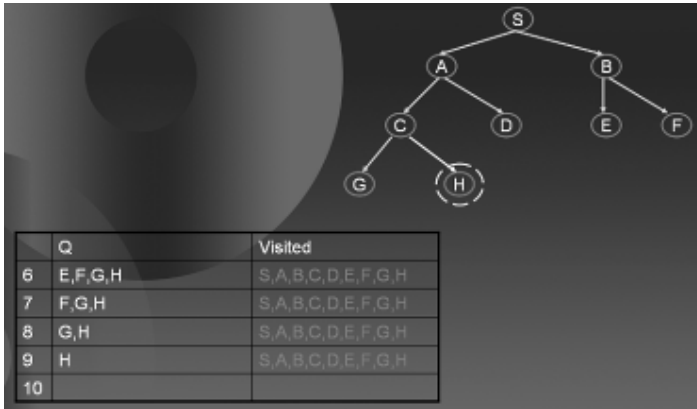 S
A B
C D E F
G H
Q Visited
6 E,F,G,H S,A,B,C,D,E,F,G,H
7 F,G,H S,A,B,C,D,E,F,G,H
8 G,H S,A,B,C,D,E,F,G,H
9 H S,A,B,C,D,E,F,G,H
10